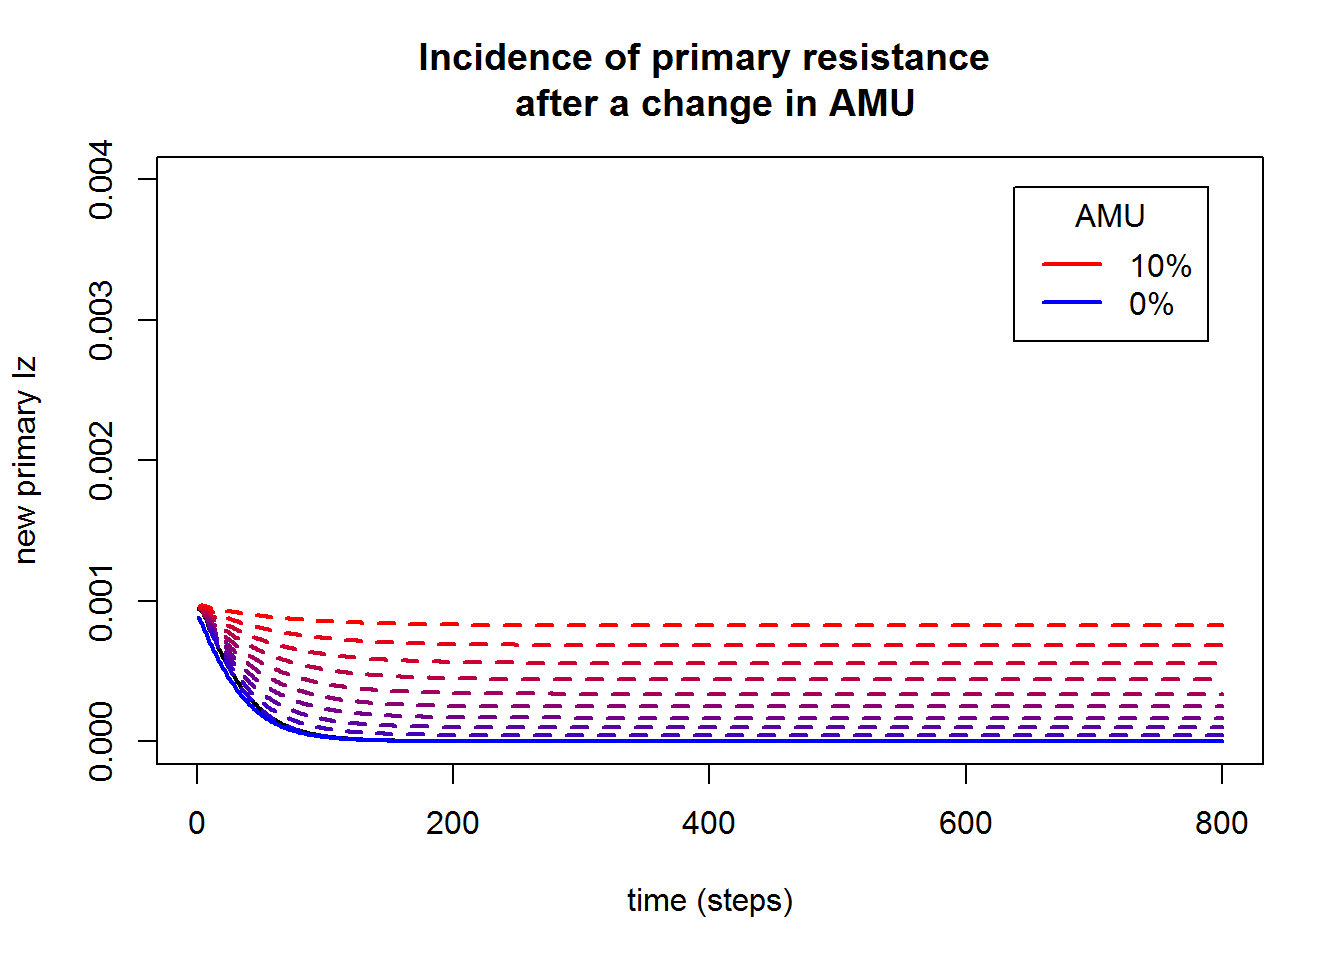 Incidence of primary resistance
after a change in AMU
new primary Iz
0.004
0.003
0.002
0.001
0.000
AMU
10%
0%
0
200
400
600
800
time (steps)